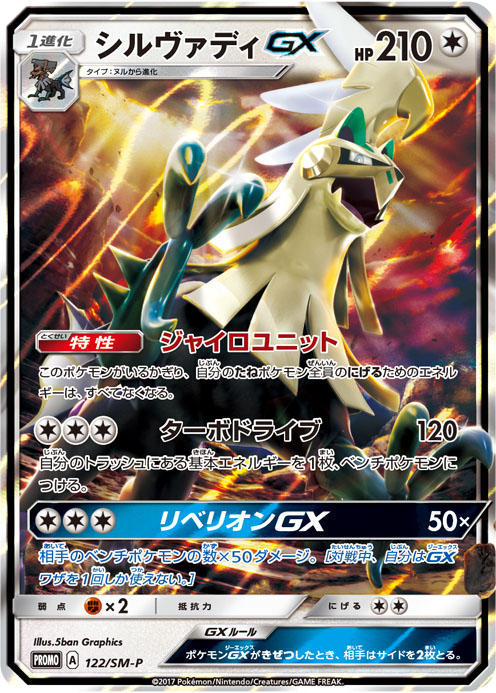 1進化
シルヴァディGX
HP210
タイプ：ヌルから進化
とくせい
特性 ジャイロユニット
このポケモンがいるかぎり、自分のたねポケモン全員のにげるためのエネル
ギーは、すべてなくなる。
ターボドライブ 120
自分のトラッシュにある基本エネルギーを1枚、ベンチポケモンに
つける。
リベリオンGX 50×
相手のベンチポケモンの数×50ダメージ。［対戦中、自分はGX
ワザを1回しか使えない。］
弱点 ×2 抵抗力 にげる
GXルール
ポケモンGXがきぜつしたとき、相手はサイドを2枚とる。
Illus.5ban Graphics
PROMO A 122/SM-P
©2017 Pokémon/Nintendo/Creatures/GAME FREAK.